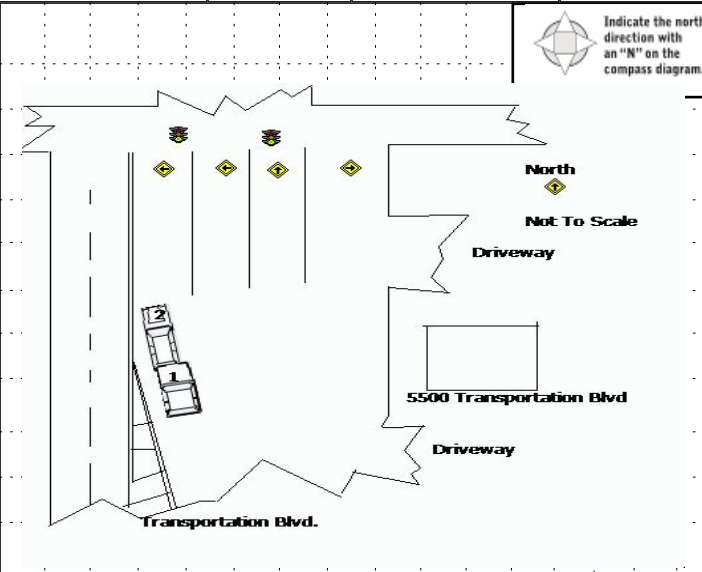 Indicate the north
direction with
an “N” on the
compass diagram.
North
Not To Scale
Driveway
2
1
5500 Transportation Blvd
Driveway
Transportation Blvd.